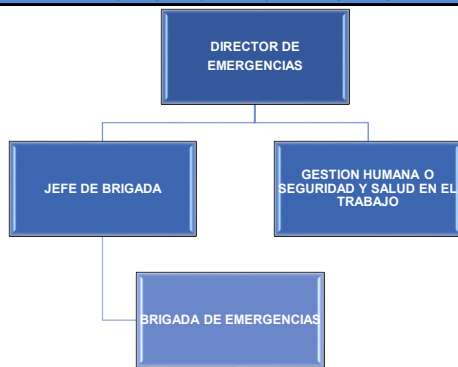 DIRECTOR DE
EMERGENCIAS
JEFE DE BRIGADA
GESTION HUMANA O
SEGURIDAD Y SALUD EN EL
TRABAJO
BRIGADA DE EMERGENCIAS